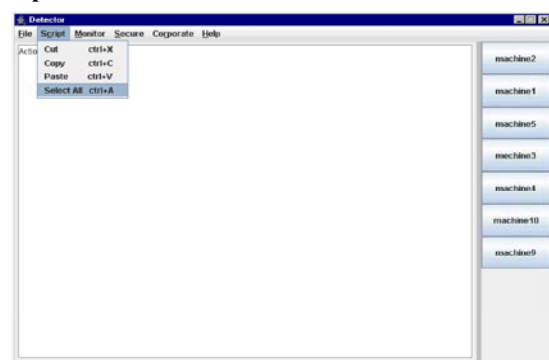 Detector
File Script Monitor Secure Corporate Help
Actio
Cut ctrl+X
Copy ctrl+C
Paste ctrl+V
Select All ctrl+A
machine2
machine1
machine5
mechine3
machine4
machine10
machine9